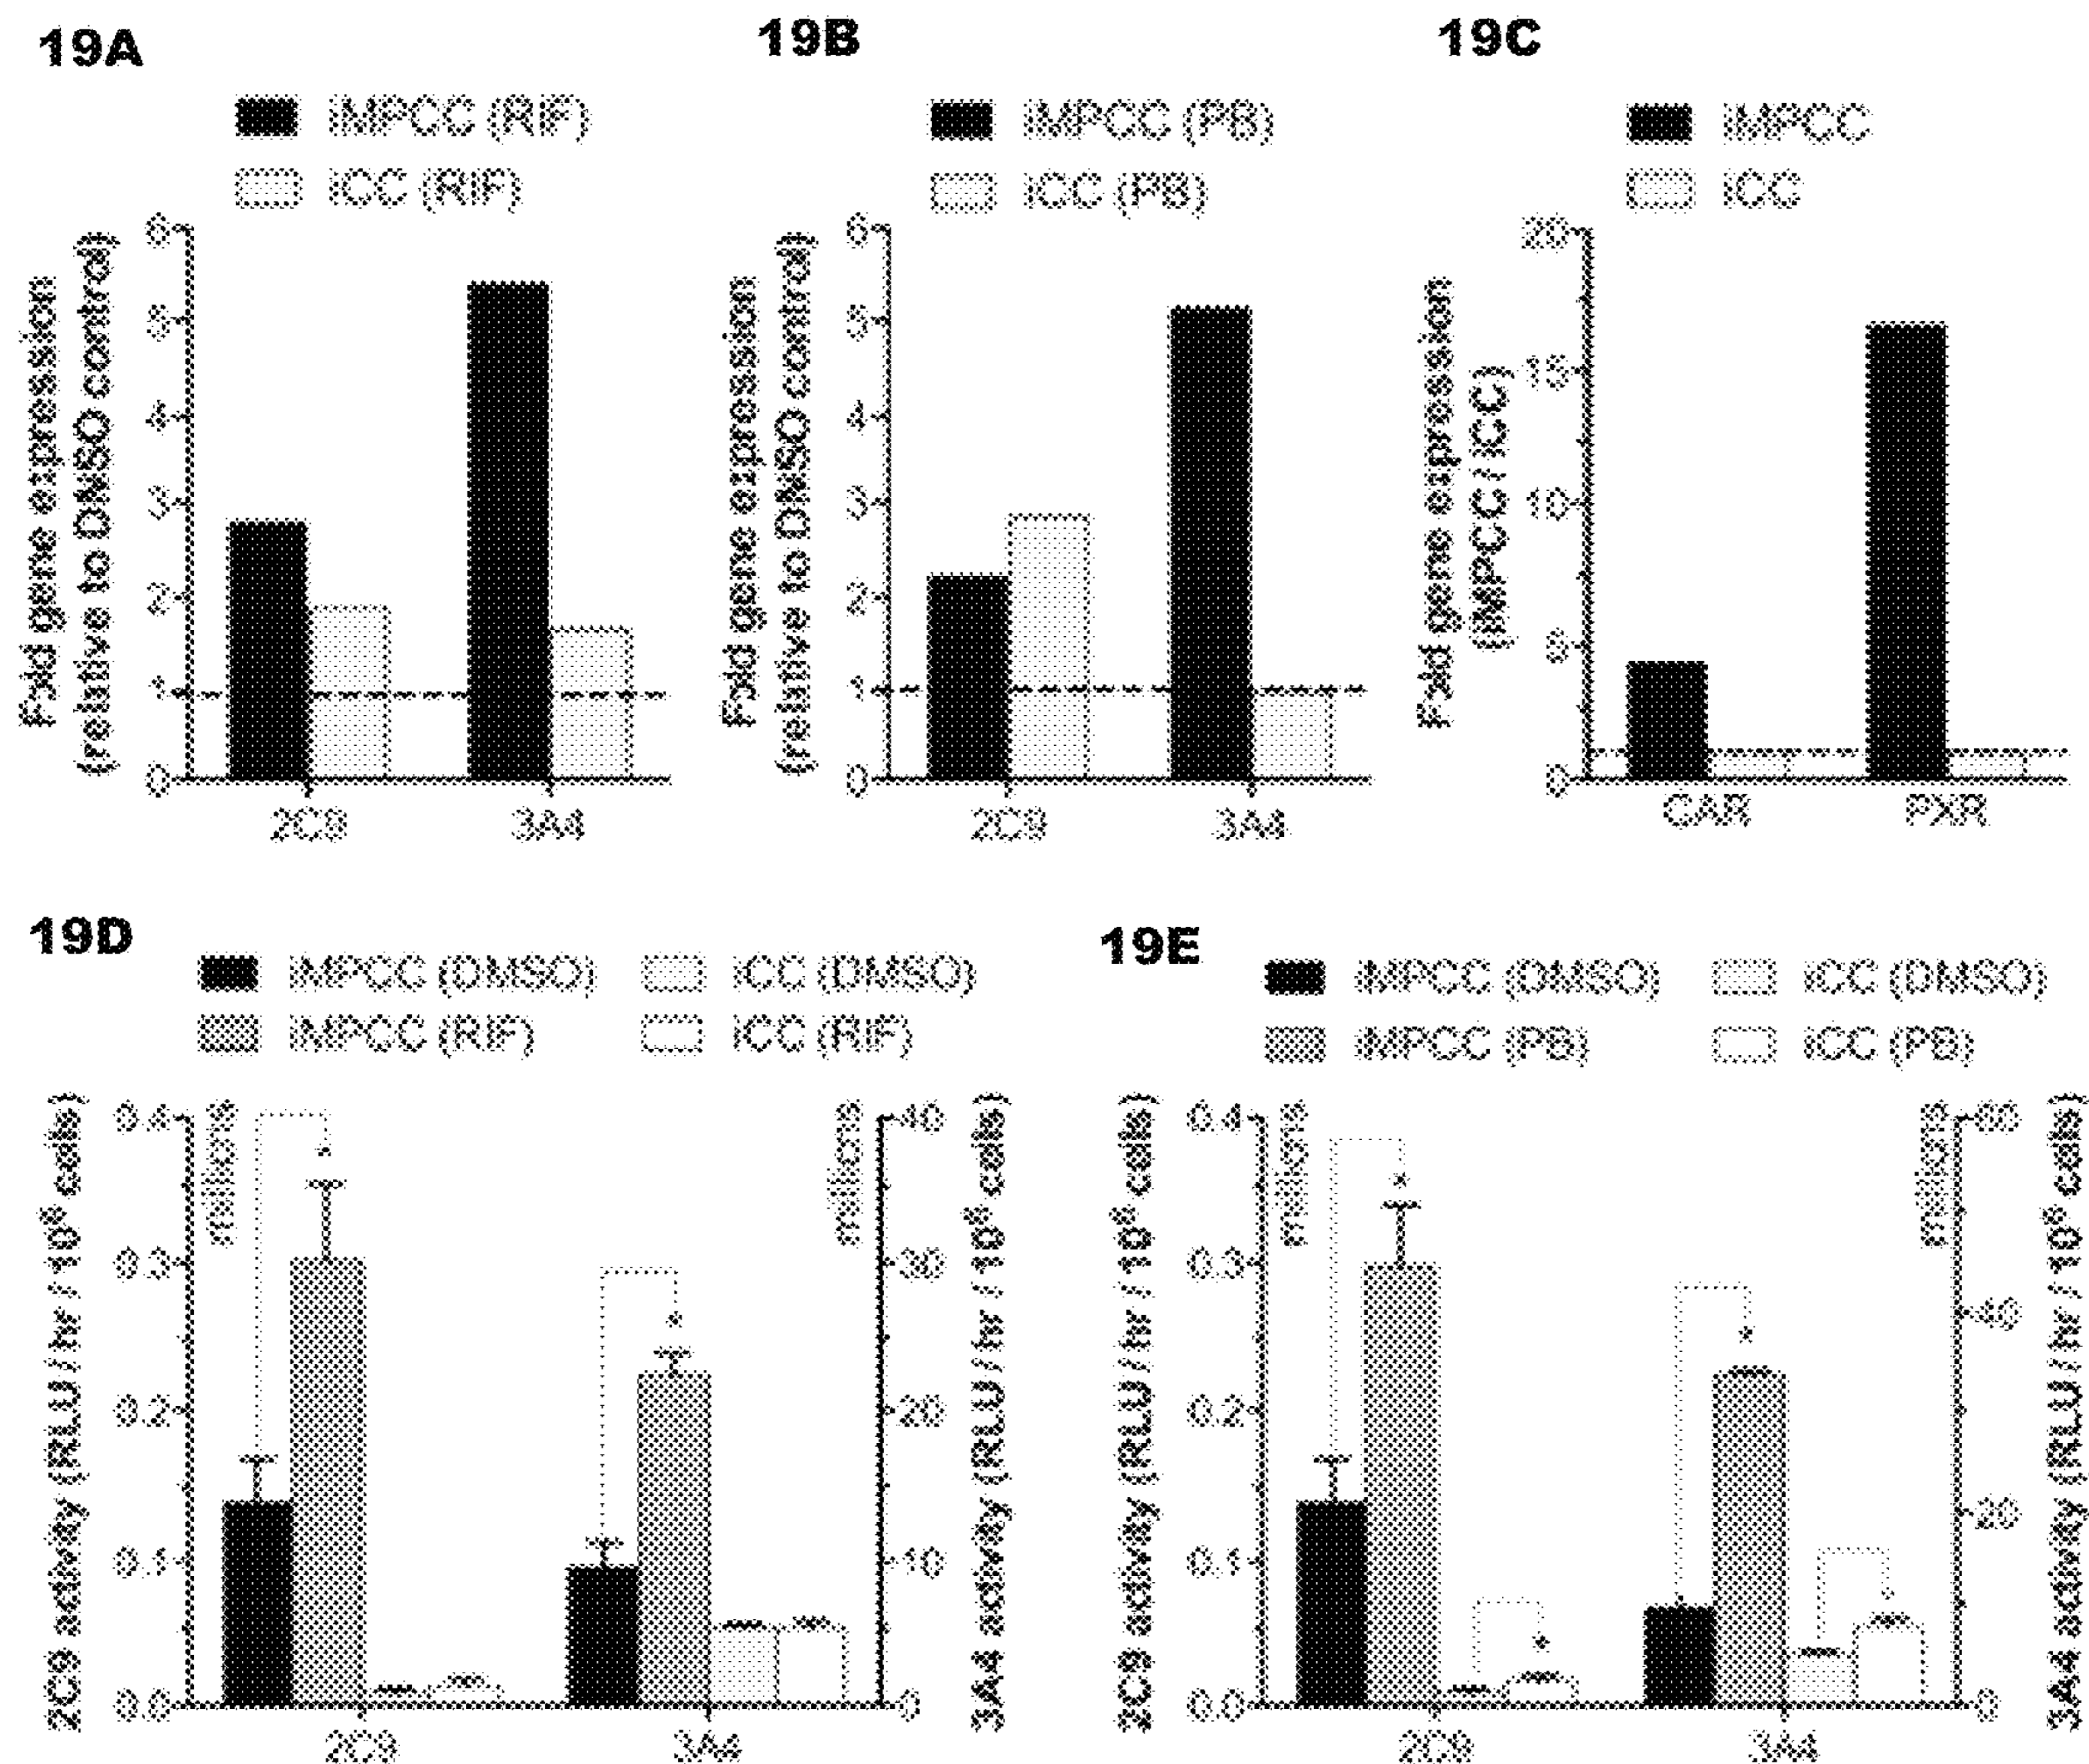 19A
iMPCC (RIF)
iCC (RIF)
Fold gene expression
(relative to DMSO control)
6
5
4
3
2
1
0
2C9
3A4
19B
iMPCC (PB)
iCC (PB)
Fold gene expression
(relative to DMSO control)
6
5
4
3
2
1
0
2C9
3A4
19C
iMPCC
iCC
Fold gene expression
(iMPCC / iCC)
20
15
10
5
0
CAR
PXR
19D
iMPCC (DMSO)
iCC (DMSO)
iMPCC (RIF)
iCC (RIF)
2C9 activity (RLU / hr / 10⁶ cells)
0.4
0.3
0.2
0.1
0.0
millions
*
*
millions
40
30
20
10
0
3A4 activity (RLU / hr / 10⁶ cells)
2C9
3A4
19E
iMPCC (DMSO)
iCC (DMSO)
iMPCC (PB)
iCC (PB)
2C9 activity (RLU / hr / 10⁶ cells)
0.4
0.3
0.2
0.1
0.0
millions
*
*
*
*
millions
60
40
20
0
3A4 activity (RLU / hr / 10⁶ cells)
2C9
3A4